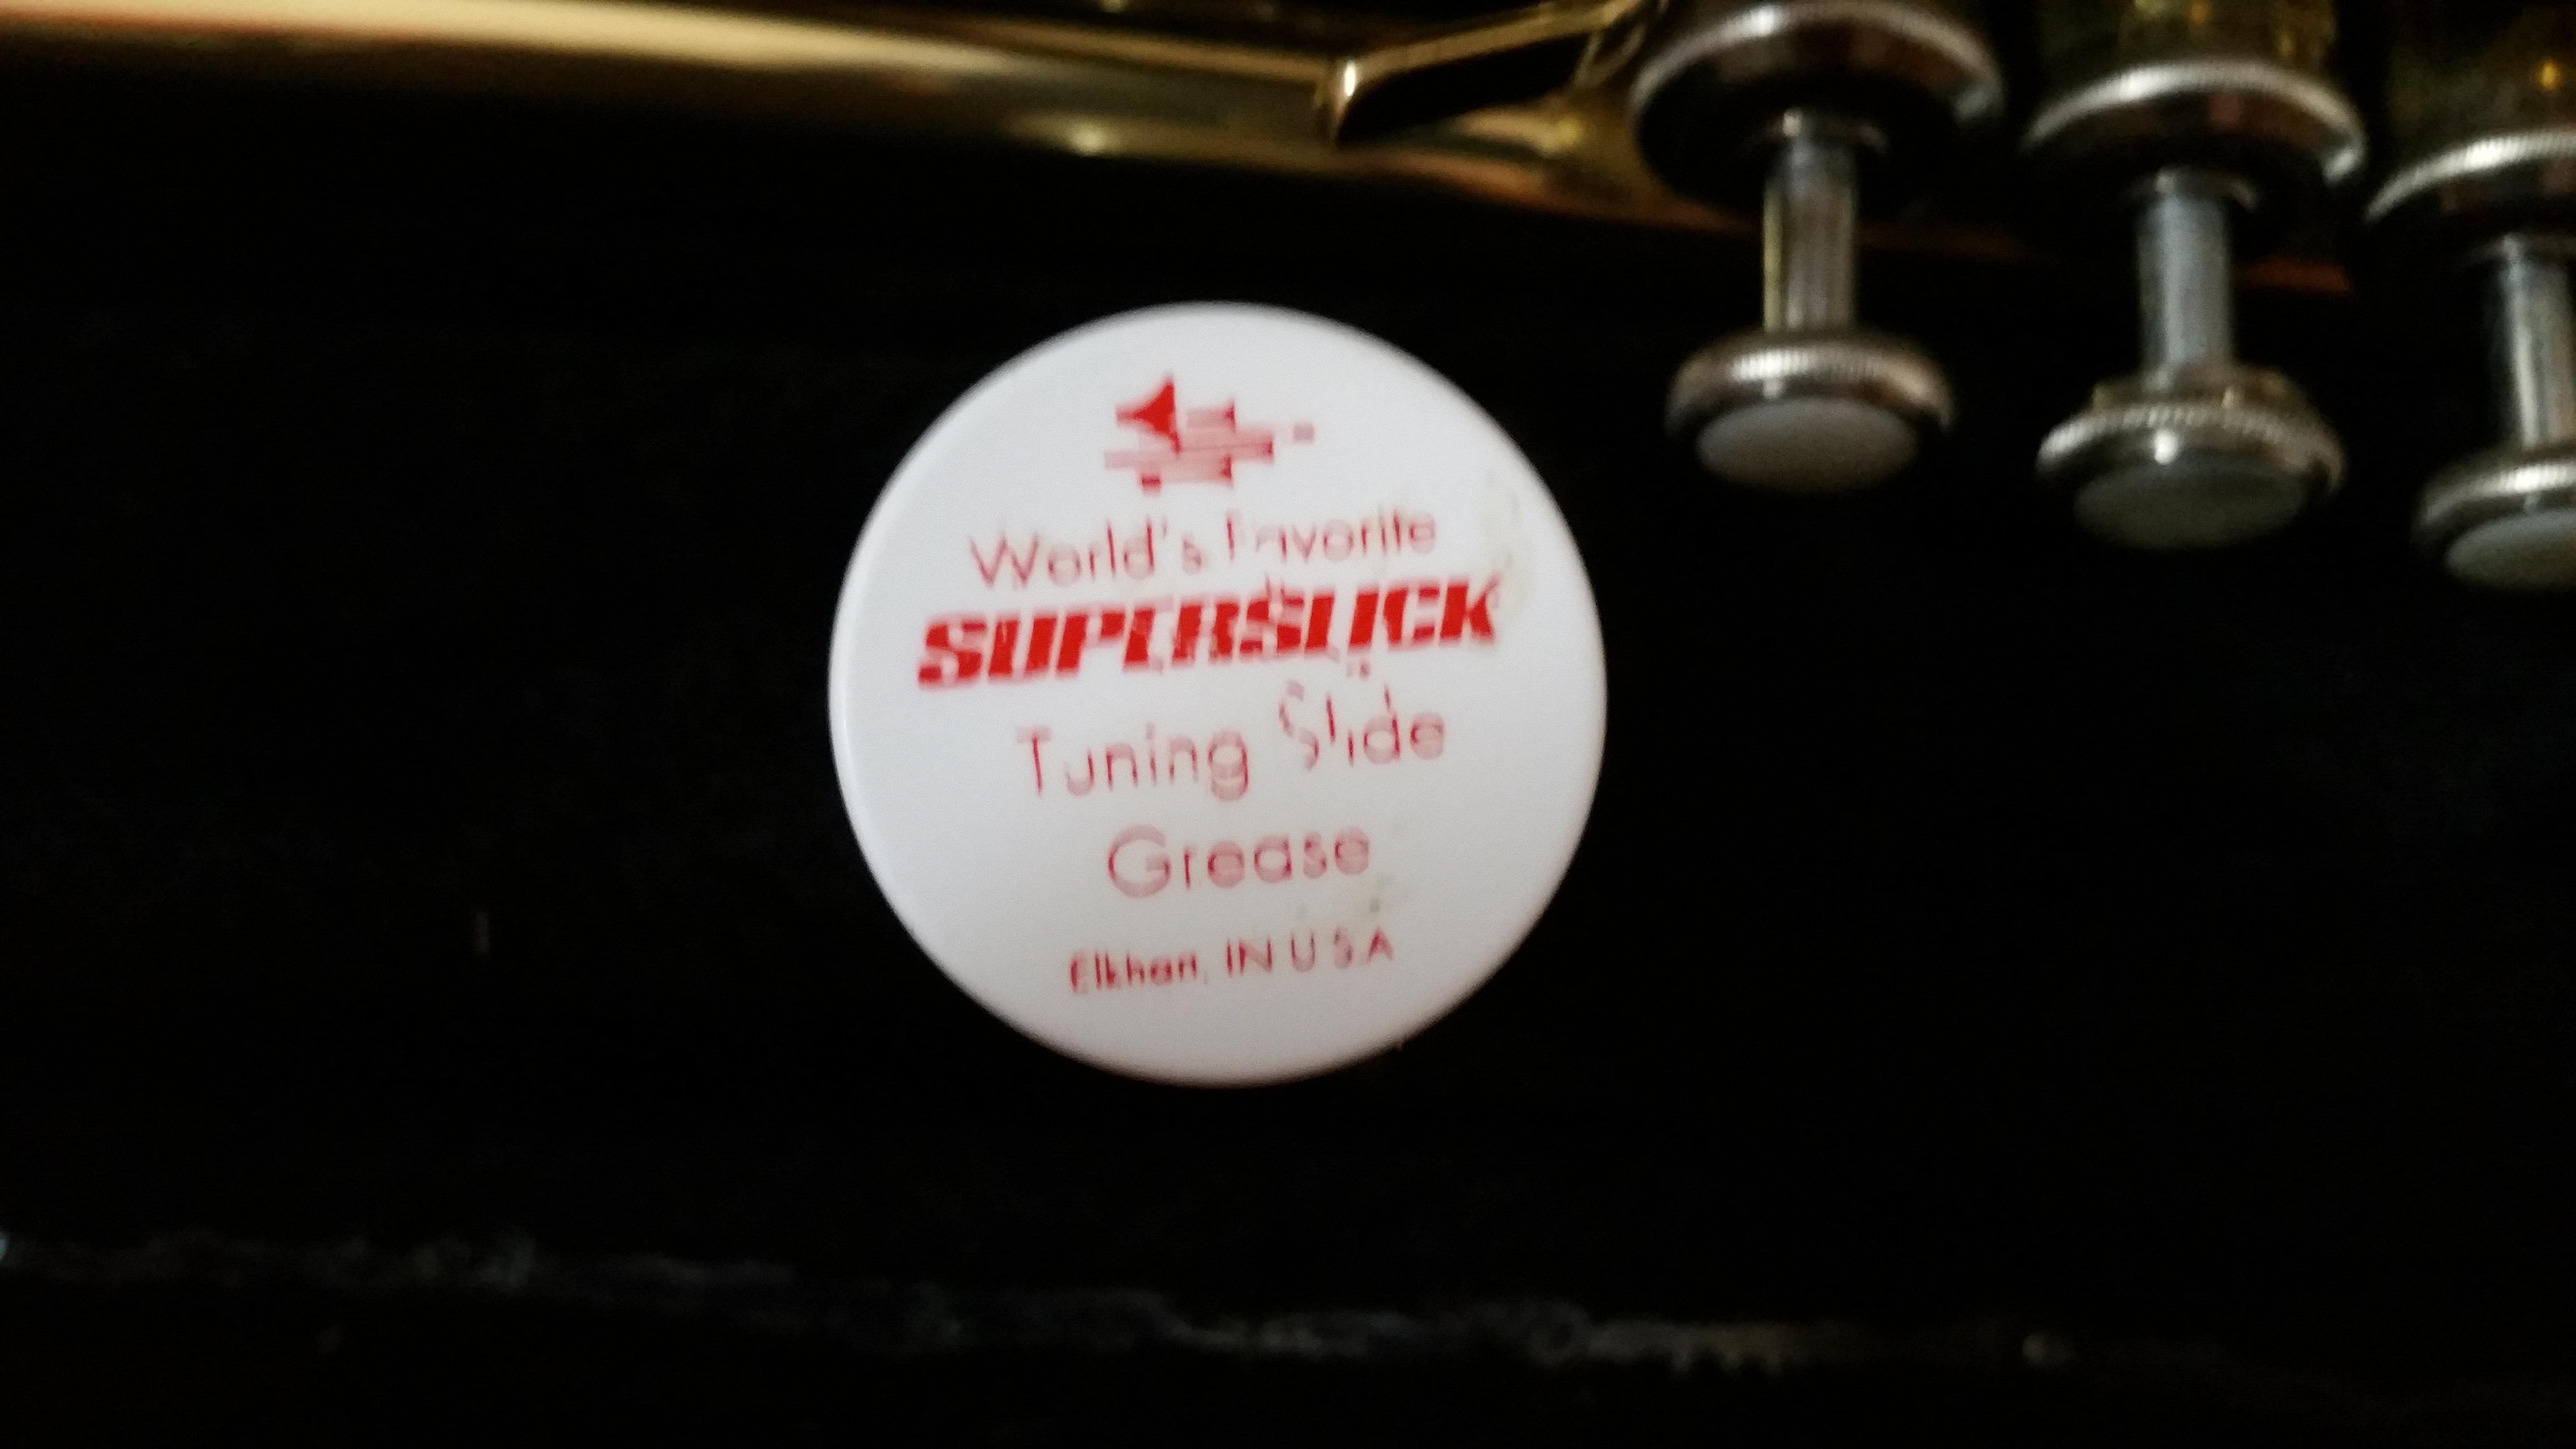 World's Favorite
SUPERSLICK
Tuning Slide
Grease
Elkhart, IN U.S.A